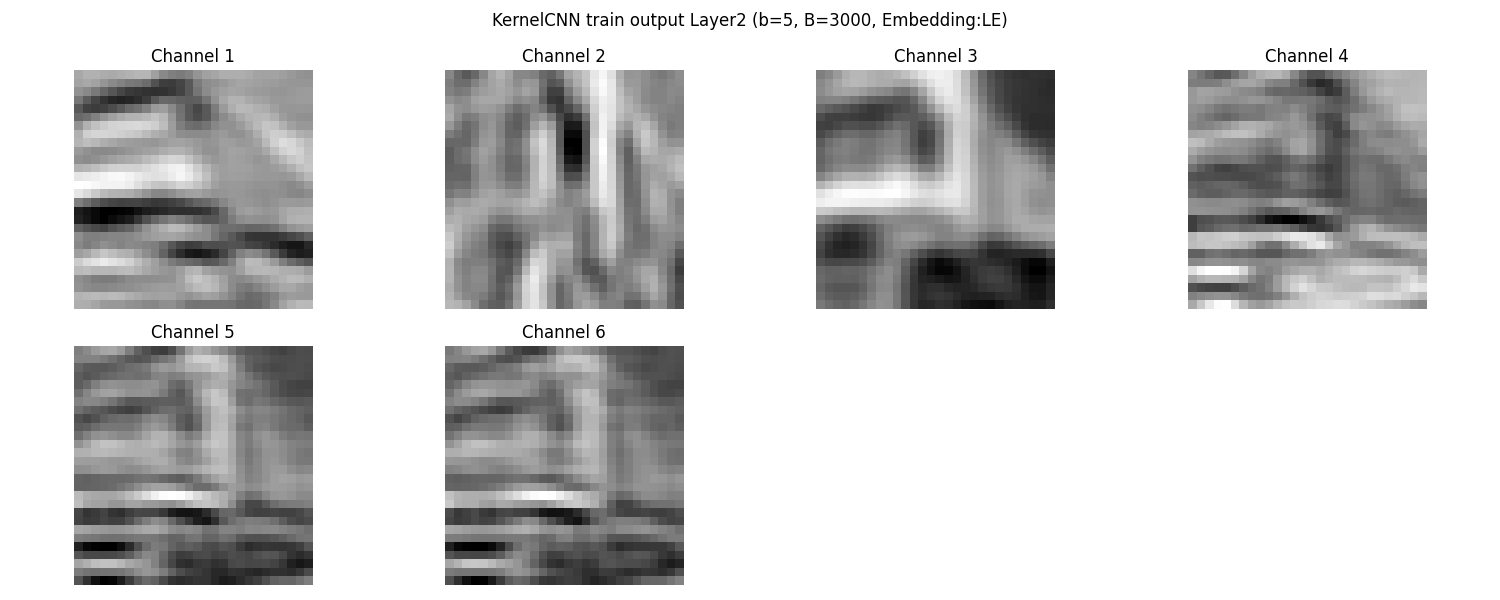 KernelCNN train output Layer2 (b=5, B=3000, Embedding:LE)
Channel 1
Channel 2
Channel 3
Channel 4
Channel 5
Channel 6